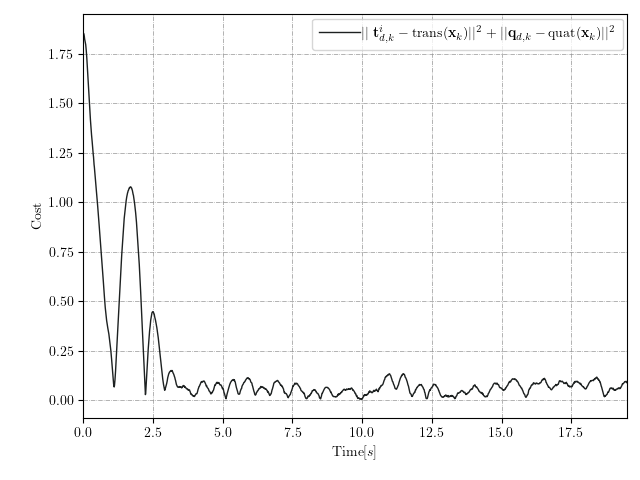 || t^i_{d,k} − trans(x_k)||^2 + ||q_{d,k} − quat(x_k)||^2
1.75
1.50
1.25
1.00
0.75
0.50
0.25
0.00
Cost
0.0 2.5 5.0 7.5 10.0 12.5 15.0 17.5
Time[s]